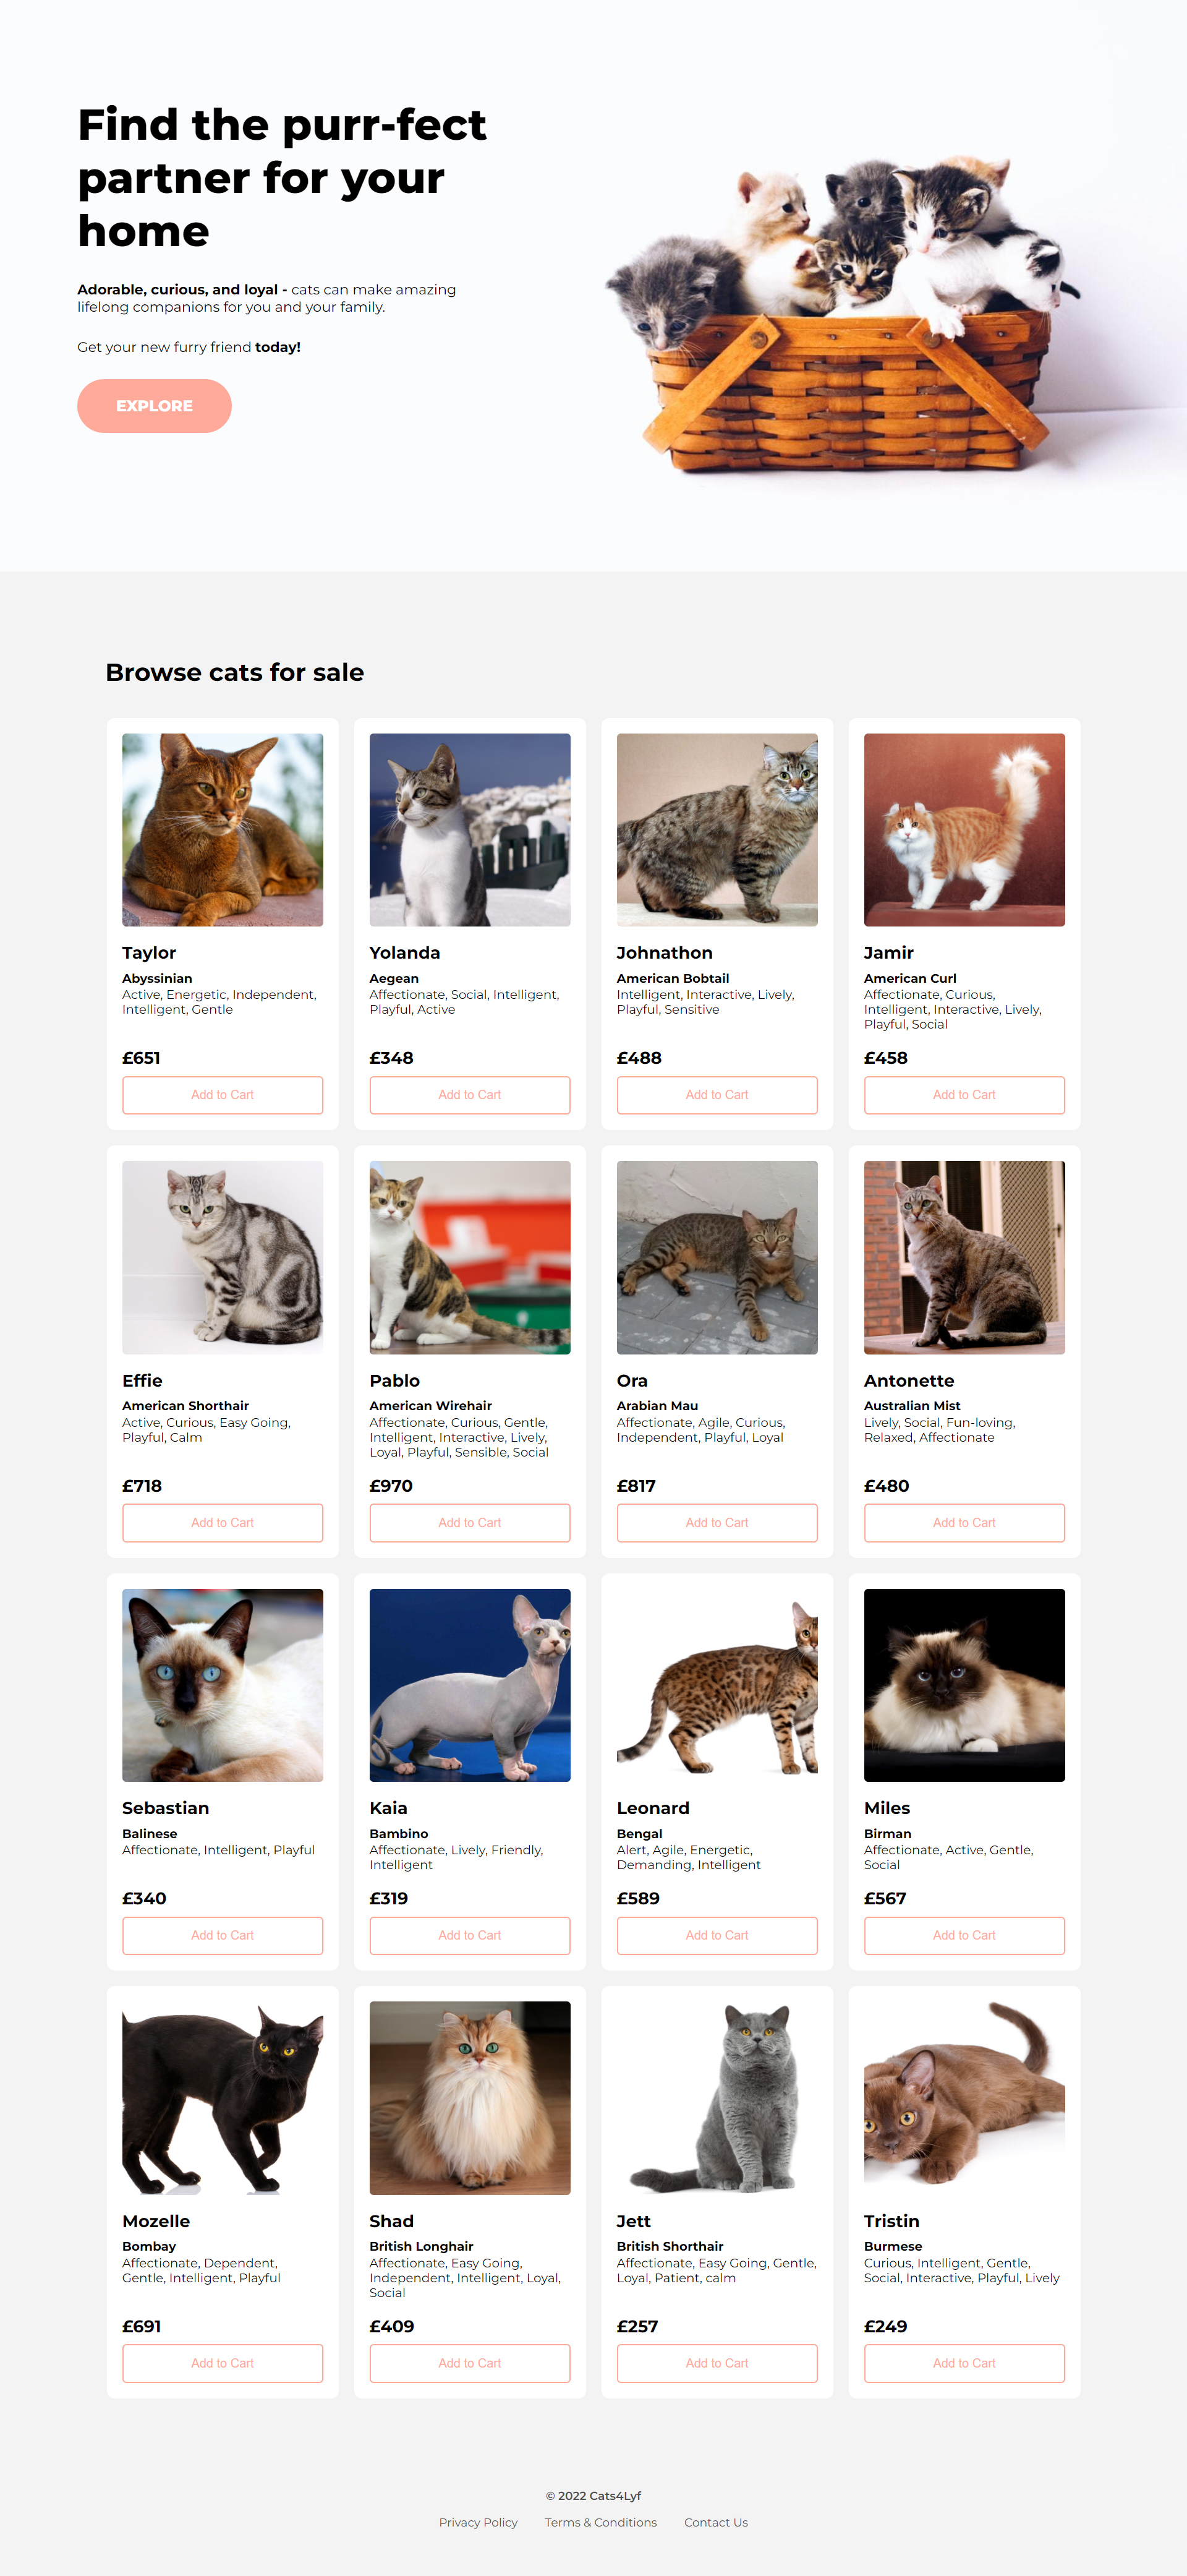 Find the purr-fect
partner for your
home
Adorable, curious, and loyal - cats can make amazing
lifelong companions for you and your family.
Get your new furry friend today!
EXPLORE
Browse cats for sale
Taylor
Abyssinian
Active, Energetic, Independent,
Intelligent, Gentle
£651
Add to Cart
Yolanda
Aegean
Affectionate, Social, Intelligent,
Playful, Active
£348
Add to Cart
Johnathon
American Bobtail
Intelligent, Interactive, Lively,
Playful, Sensitive
£488
Add to Cart
Jamir
American Curl
Affectionate, Curious,
Intelligent, Interactive, Lively,
Playful, Social
£458
Add to Cart
Effie
American Shorthair
Active, Curious, Easy Going,
Playful, Calm
£718
Add to Cart
Pablo
American Wirehair
Affectionate, Curious, Gentle,
Intelligent, Interactive, Lively,
Loyal, Playful, Sensible, Social
£970
Add to Cart
Ora
Arabian Mau
Affectionate, Agile, Curious,
Independent, Playful, Loyal
£817
Add to Cart
Antonette
Australian Mist
Lively, Social, Fun-loving,
Relaxed, Affectionate
£480
Add to Cart
Sebastian
Balinese
Affectionate, Intelligent, Playful
£340
Add to Cart
Kaia
Bambino
Affectionate, Lively, Friendly,
Intelligent
£319
Add to Cart
Leonard
Bengal
Alert, Agile, Energetic,
Demanding, Intelligent
£589
Add to Cart
Miles
Birman
Affectionate, Active, Gentle,
Social
£567
Add to Cart
Mozelle
Bombay
Affectionate, Dependent,
Gentle, Intelligent, Playful
£691
Add to Cart
Shad
British Longhair
Affectionate, Easy Going,
Independent, Intelligent, Loyal,
Social
£409
Add to Cart
Jett
British Shorthair
Affectionate, Easy Going, Gentle,
Loyal, Patient, calm
£257
Add to Cart
Tristin
Burmese
Curious, Intelligent, Gentle,
Social, Interactive, Playful, Lively
£249
Add to Cart
© 2022 Cats4Lyf
Privacy Policy Terms & Conditions Contact Us